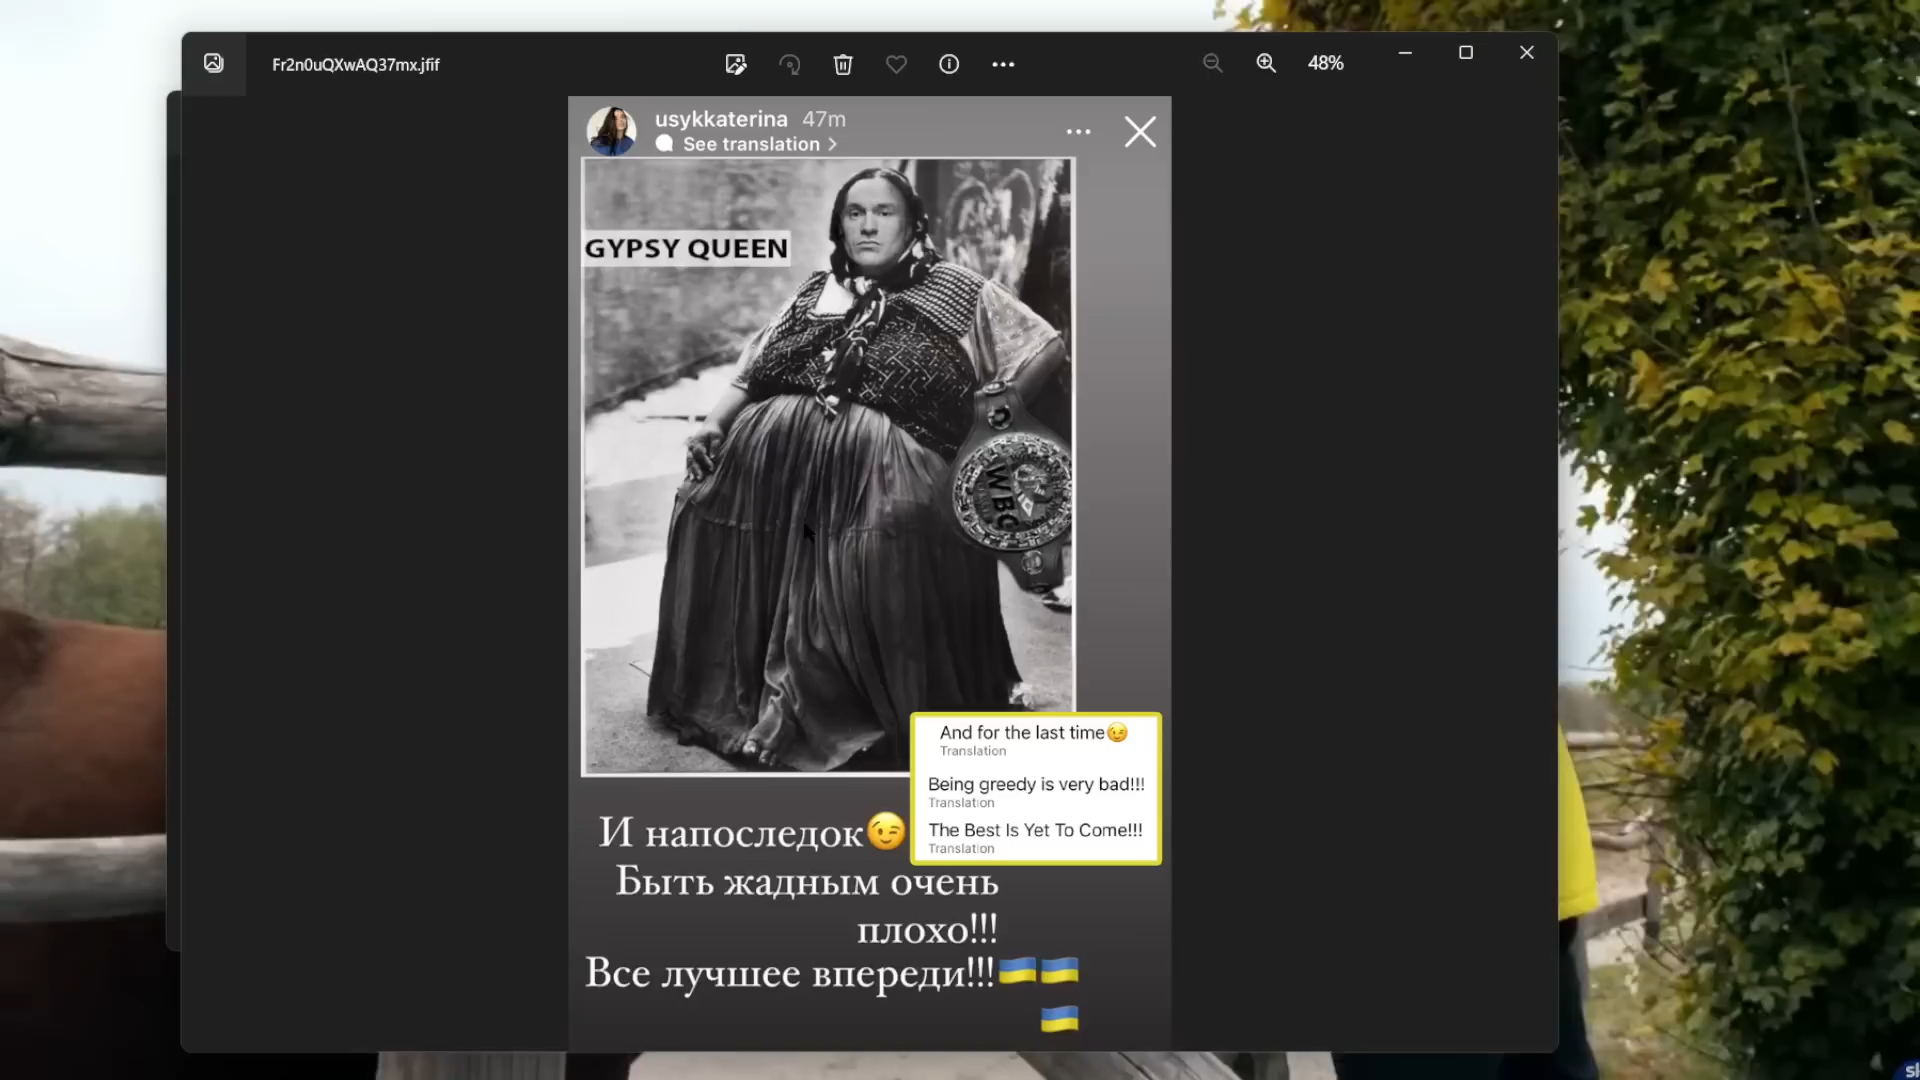 Fr2n0uQXwAQ37mx.jfif
48%
usykkaterina 47m
See translation >
GYPSY QUEEN
WBC
And for the last time😉
Translation
Being greedy is very bad!!!
Translation
The Best Is Yet To Come!!!
Translation
И напоследок😉
Быть жадным очень
плохо!!!
Все лучшее впереди!!!🇺🇦🇺🇦
🇺🇦